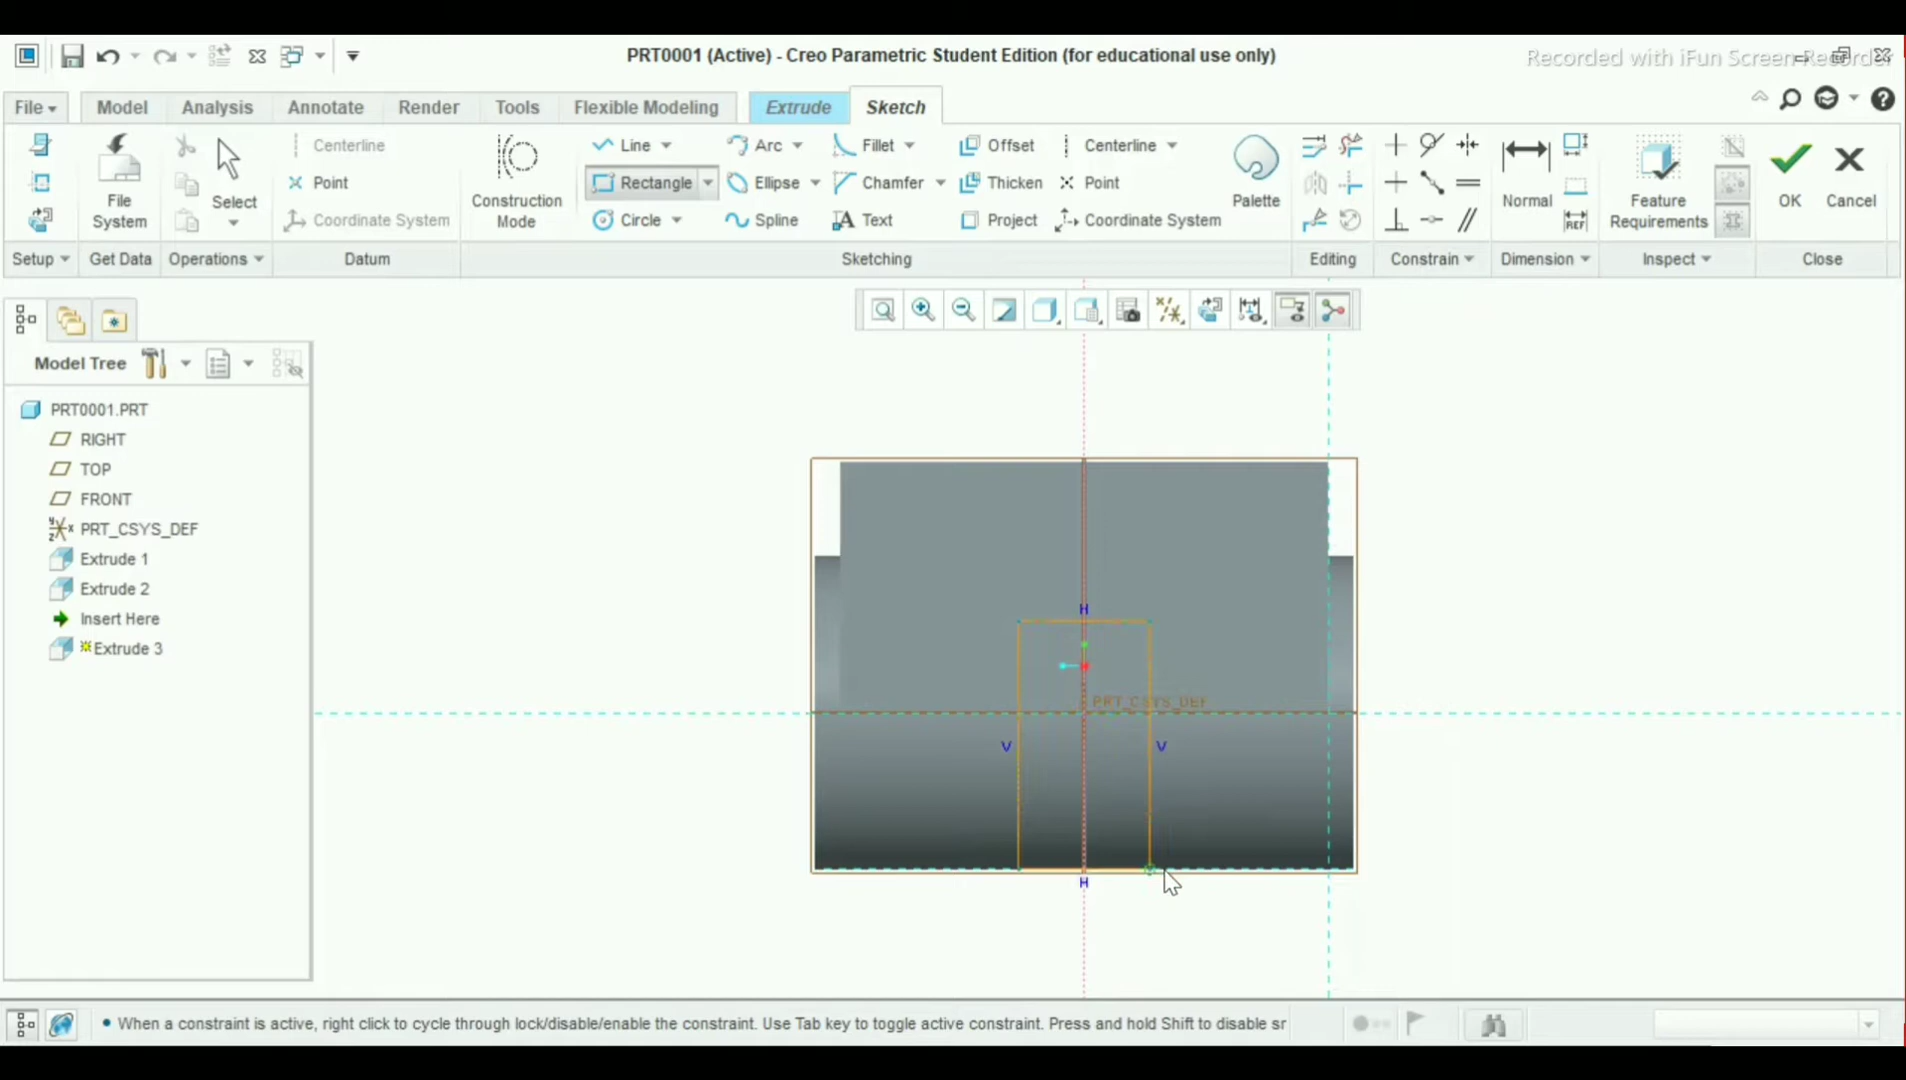 PRT0001 (Active) - Creo Parametric Student Edition (for educational use only)
Recorded with iFun Screen Recorder
File Model Analysis Annotate Render Tools Flexible Modeling Extrude Sketch
Centerline Line Arc Fillet Offset Centerline
Point Rectangle Ellipse Chamfer Thicken Point
File System Select Coordinate System Construction Mode Circle Spline Text Project Coordinate System Palette Normal REF Feature Requirements OK Cancel
Setup Get Data Operations Datum Sketching Editing Constrain Dimension Inspect Close
Model Tree
PRT0001.PRT
RIGHT
TOP
FRONT
PRT_CSYS_DEF
Extrude 1
Extrude 2
Insert Here
Extrude 3
H
PRT_CSYS_DEF
V V
H
• When a constraint is active, right click to cycle through lock/disable/enable the constraint. Use Tab key to toggle active constraint. Press and hold Shift to disable sr